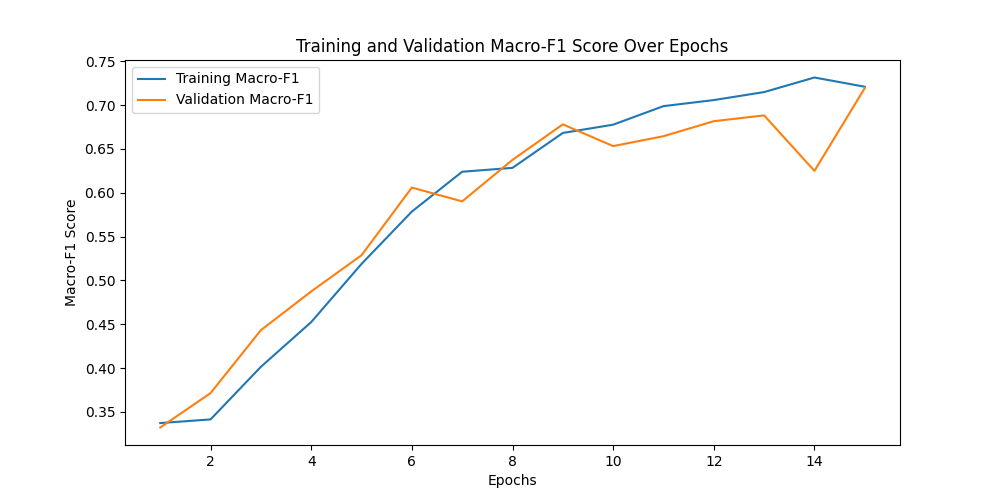 Training and Validation Macro-F1 Score Over Epochs
Training Macro-F1
Validation Macro-F1
Macro-F1 Score
0.75
0.70
0.65
0.60
0.55
0.50
0.45
0.40
0.35
2 4 6 8 10 12 14
Epochs